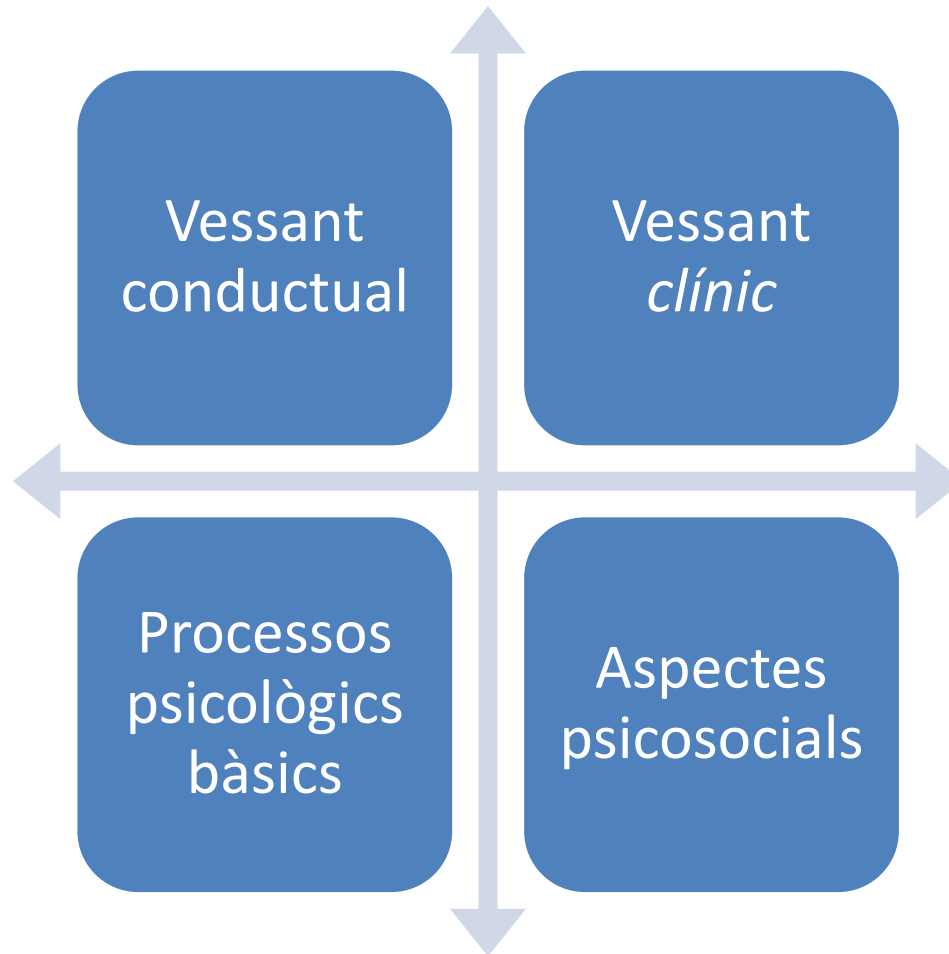 Vessant
conductual
Vessant
clínic
Processos
psicològics
bàsics
Aspectes
psicosocials